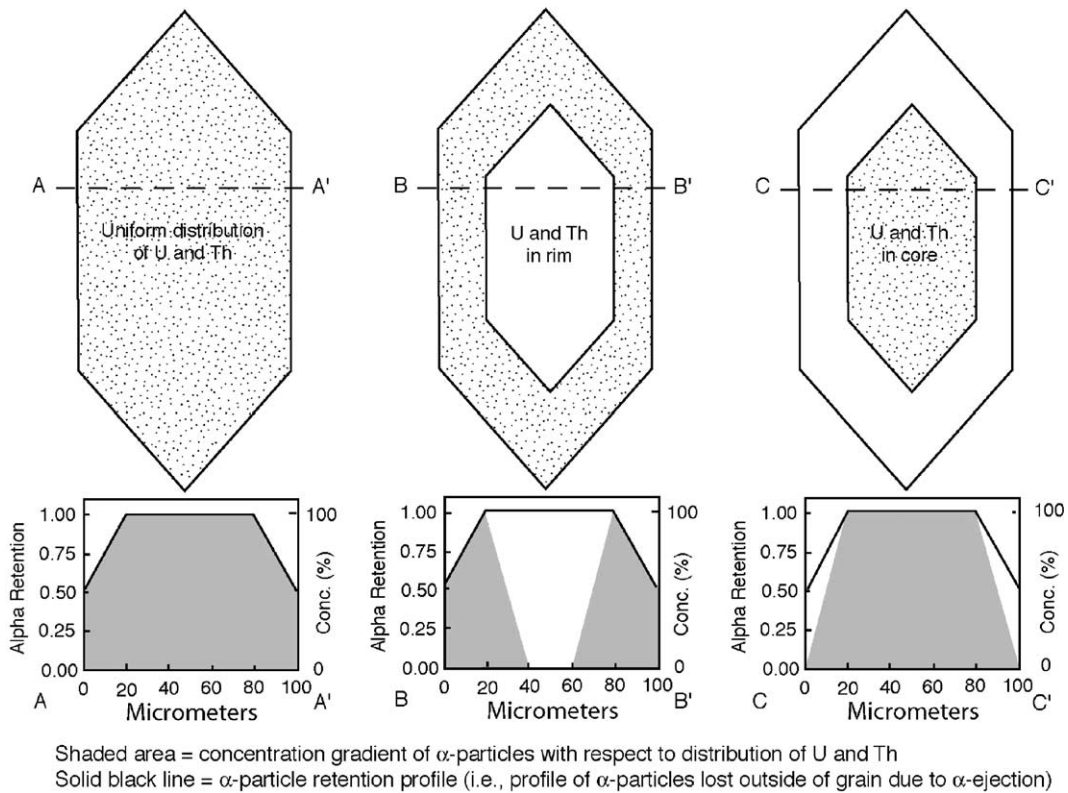 A
A'
B
B'
C
C'
Uniform distribution
of U and Th
U and Th
in rim
U and Th
in core
Alpha Retention
1.00
0.75
0.50
0.25
0.00
100
0
Conc. (%)
0 20 40 60 80 100
A
Micrometers
A'
Alpha Retention
1.00
0.75
0.50
0.25
0.00
100
0
Conc. (%)
0 20 40 60 80 100
B
Micrometers
B'
Alpha Retention
1.00
0.75
0.50
0.25
0.00
100
0
Conc. (%)
0 20 40 60 80 100
C
Micrometers
C'
Shaded area = concentration gradient of α-particles with respect to distribution of U and Th
Solid black line = α-particle retention profile (i.e., profile of α-particles lost outside of grain due to α-ejection)